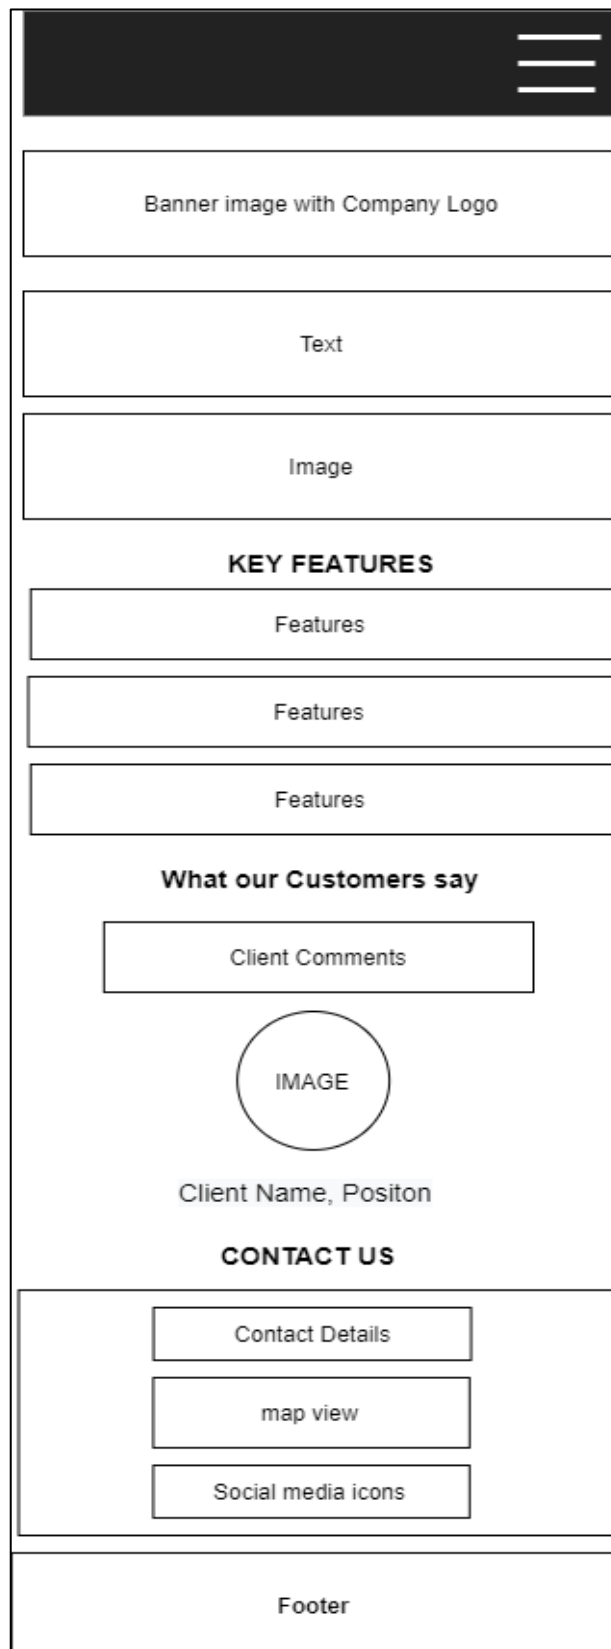 Banner image with Company Logo
Text
Image
KEY FEATURES
Features
Features
Features
What our Customers say
Client Comments
IMAGE
Client Name, Positon
CONTACT US
Contact Details
map view
Social media icons
Footer